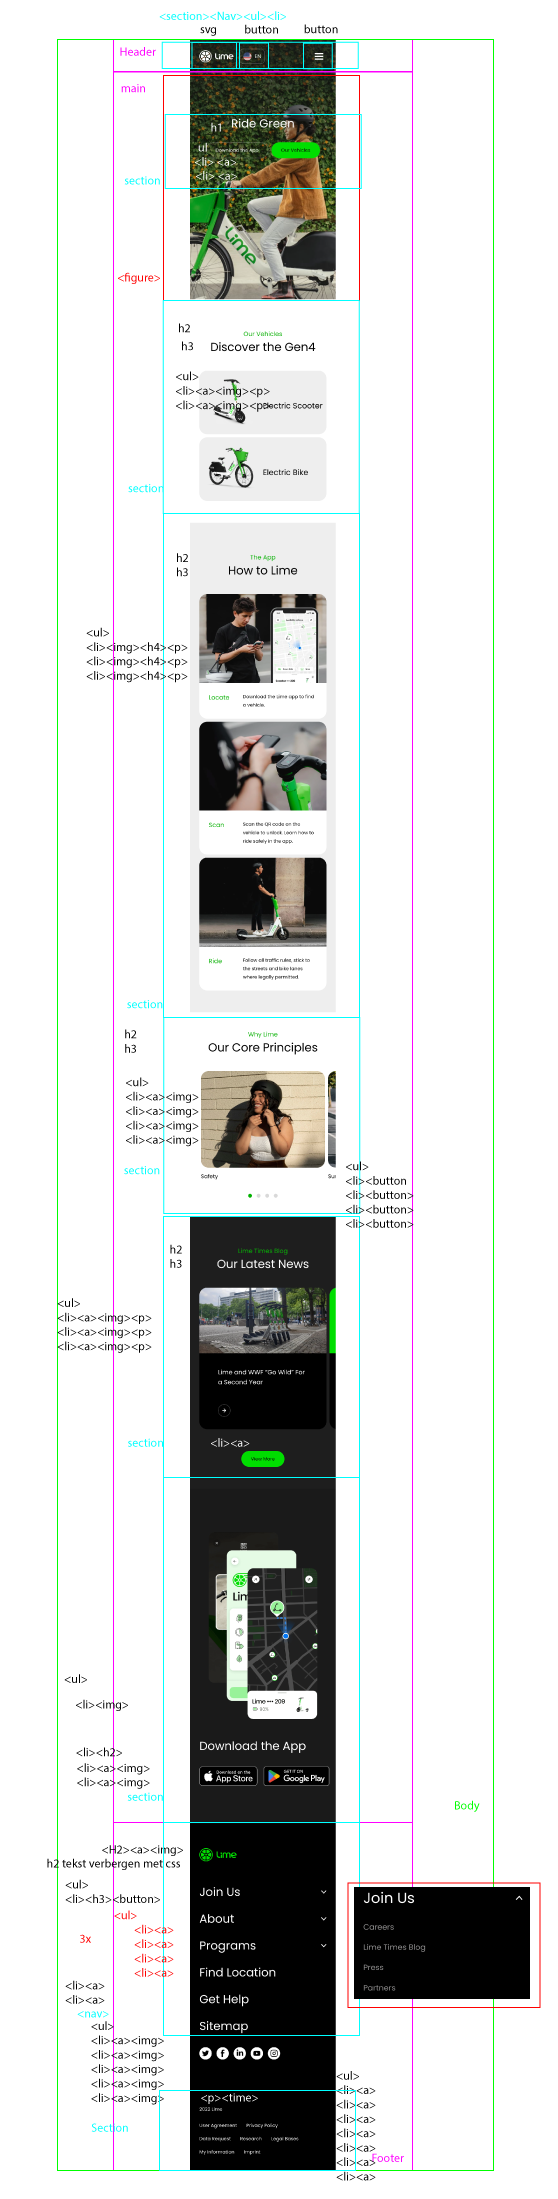 <section><Nav><ul><il>
svg button button
Header
Lime EN
main
h1 Ride Green
ul Download the App Our Vehicles
<li> <a>
<li> <a>
section
<figure>
h2 Our Vehicles
h3 Discover the Gen4
<ul>
<li><a><img><p>
<li><a><img><p> Electric Scooter
Electric Bike
section
h2 The App
h3 How to Lime
<ul>
<li><img><h4><p>
<li><img><h4><p>
<li><img><h4><p>
Locate Download the Lime app to find
a vehicle.
Scan Scan the QR code on the
vehicle to unlock. Learn how to
ride safely in the app.
Ride Follow all traffic rules, stick to
the streets and bike lanes
where legally permitted.
section
h2 Why Lime
h3 Our Core Principles
<ul>
<li><a><img>
<li><a><img>
<li><a><img>
<li><a><img>
section
Safety Su
<ul>
<li><button
<li><button>
<li><button>
<li><button>
h2 Lime Times Blog
h3 Our Latest News
<ul>
<li><a><img><p>
<li><a><img><p>
<li><a><img><p>
Lime and WWF “Go Wild” For
a Second Year
section
<li><a>
View More
Lim
Lime ••• 209
92%
<ul>
<li><img>
Download the App
<li><h2>
<li><a><img>
<li><a><img>
Download on the App Store
GET IT ON Google Play
section
Body
<H2><a><img>
h2 tekst verbergen met css
Lime
<ul>
<li><h3><button>
<ul>
3x
<li><a>
<li><a>
<li><a>
<li><a>
<li><a>
<li><a>
<nav>
<ul>
<li><a><img>
<li><a><img>
<li><a><img>
<li><a><img>
<li><a><img>
Join Us
About
Programs
Find Location
Get Help
Sitemap
Join Us
Careers
Lime Times Blog
Press
Partners
Section
<p><time>
2023 Lime
User Agreement Privacy Policy
Data Request Research Legal Bases
My Information Imprint
<ul>
<li><a>
<li><a>
<li><a>
<li><a>
<li><a>
<li><a>
<li><a>
Footer